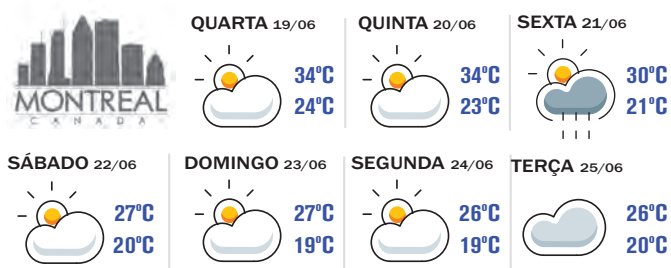 MONTREAL
CANADA
QUARTA 19/06
34ºC
24ºC
QUINTA 20/06
34ºC
23ºC
SEXTA 21/06
30ºC
21ºC
SÁBADO 22/06
27ºC
20ºC
DOMINGO 23/06
27ºC
19ºC
SEGUNDA 24/06
26ºC
19ºC
TERÇA 25/06
26ºC
20ºC